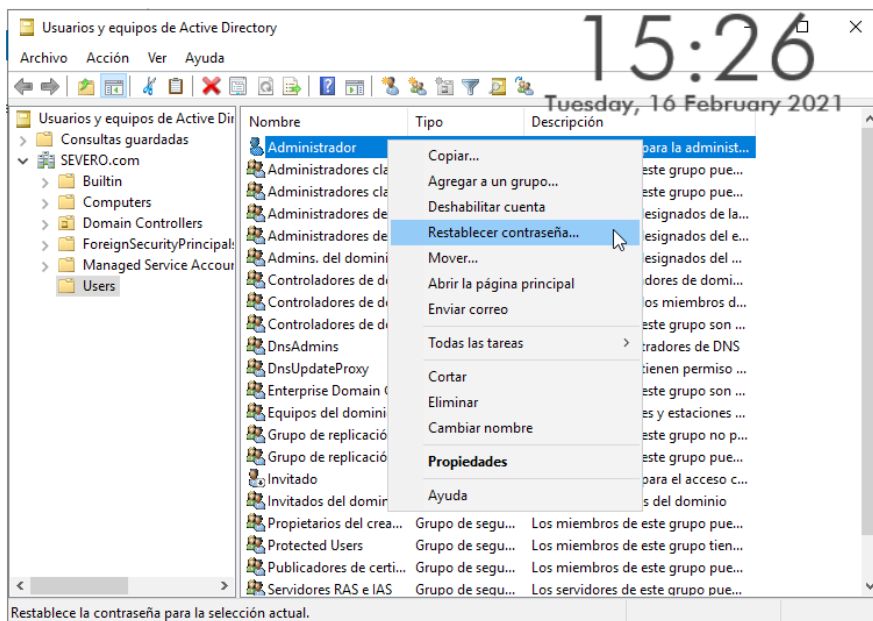 Usuarios y equipos de Active Directory
15:26
Tuesday, 16 February 2021
Archivo Acción Ver Ayuda
Usuarios y equipos de Active Dir
Consultas guardadas
SEVERO.com
Builtin
Computers
Domain Controllers
ForeignSecurityPrincipals
Managed Service Accour
Users
Nombre Tipo Descripción
Administrador para la administ...
Administradores cla este grupo pue...
Administradores cla este grupo pue...
Administradores de esignados de la...
Administradores de esignados del e...
Admins. del domini esignados del ...
Controladores de d adores de domi...
Controladores de d os miembros d...
Controladores de d este grupo son ...
DnsAdmins tradores de DNS
DnsUpdateProxy tienen permiso ...
Enterprise Domain este grupo son ...
Equipos del domini es y estaciones ...
Grupo de replicació este grupo no p...
Grupo de replicació este grupo pue...
Invitado para el acceso c...
Invitados del domin s del dominio
Propietarios del crea... Grupo de segu... Los miembros de este grupo pue...
Protected Users Grupo de segu... Los miembros de este grupo tien...
Publicadores de certi... Grupo de segu... Los miembros de este grupo pue...
Servidores RAS e IAS Grupo de segu... Los servidores de este grupo pue...
Copiar...
Agregar a un grupo...
Deshabilitar cuenta
Restablecer contraseña...
Mover...
Abrir la página principal
Enviar correo
Todas las tareas
Cortar
Eliminar
Cambiar nombre
Propiedades
Ayuda
Restablece la contraseña para la selección actual.